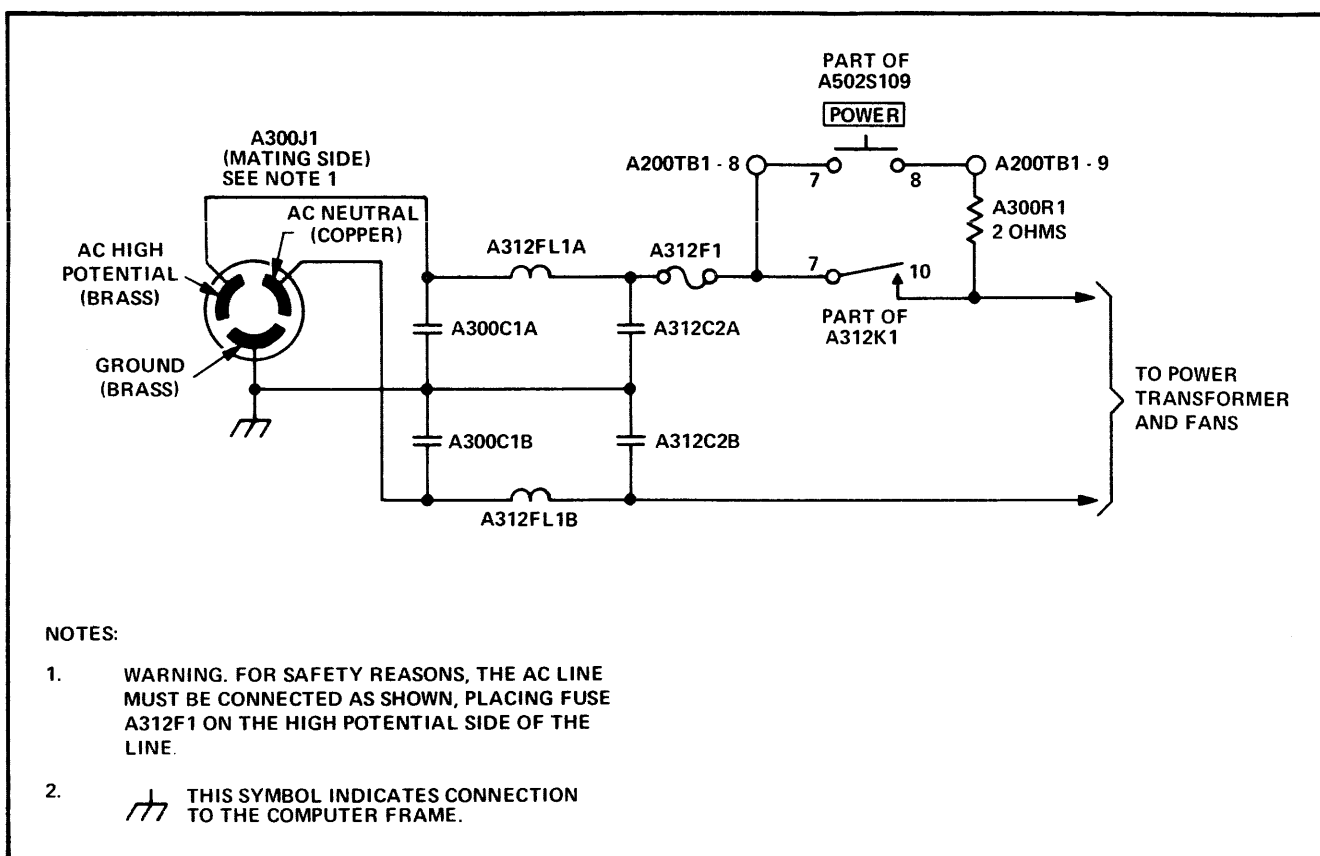 PART OF
A502S109
POWER
A300J1
(MATING SIDE)
SEE NOTE 1
A200TB1 - 8
7
8
A200TB1 - 9
AC NEUTRAL
(COPPER)
A300R1
2 OHMS
AC HIGH
POTENTIAL
(BRASS)
A312FL1A
A312F1
7
10
PART OF
A312K1
A300C1A
A312C2A
GROUND
(BRASS)
TO POWER
TRANSFORMER
AND FANS
A300C1B
A312C2B
A312FL1B
NOTES:
1. WARNING. FOR SAFETY REASONS, THE AC LINE
MUST BE CONNECTED AS SHOWN, PLACING FUSE
A312F1 ON THE HIGH POTENTIAL SIDE OF THE
LINE.
2. THIS SYMBOL INDICATES CONNECTION
TO THE COMPUTER FRAME.